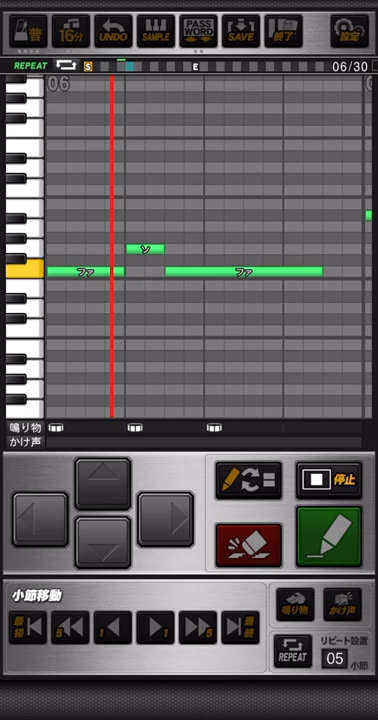 普 16分 UNDO SAMPLE PASS WORD SAVE 終了 設定
REPEAT S E 06/30
06
ソ
ファ ファ
鳴り物
かけ声
停止
小節移動
鳴り物 かけ声
最初 5 1 1 5 最終
リピート設置
REPEAT 05 小節